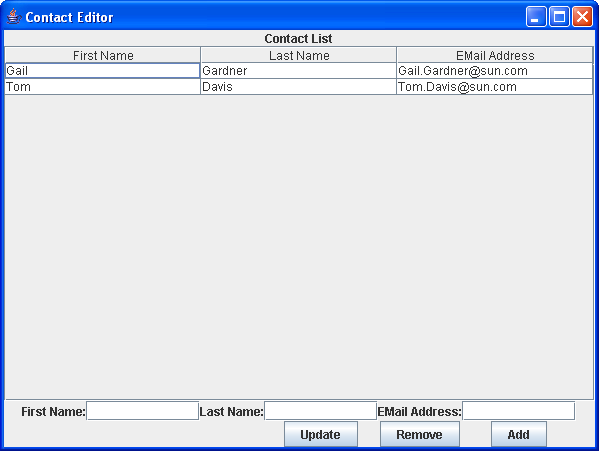 Contact Editor
Contact List
First Name Last Name EMail Address
Gail Gardner Gail.Gardner@sun.com
Tom Davis Tom.Davis@sun.com
First Name: Last Name: EMail Address:
Update Remove Add